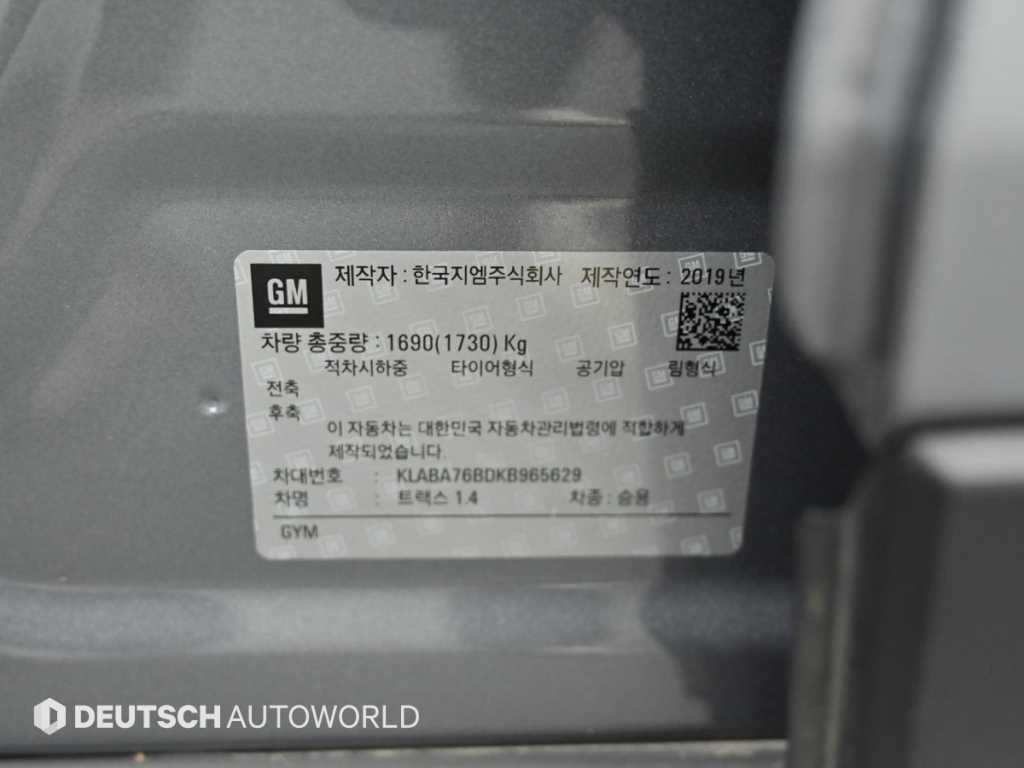 GM 제작자 : 한국지엠주식회사 제작연도 : 2019년
차량 총중량 : 1690(1730) Kg
적차시하중 타이어형식 공기압 림형식
전축
후축
이 자동차는 대한민국 자동차관리법령에 적합하게
제작되었습니다.
차대번호 : KLABA76BDKB965629
차명 : 트랙스 1.4 차종 : 승용
GYM
DEUTSCH AUTOWORLD